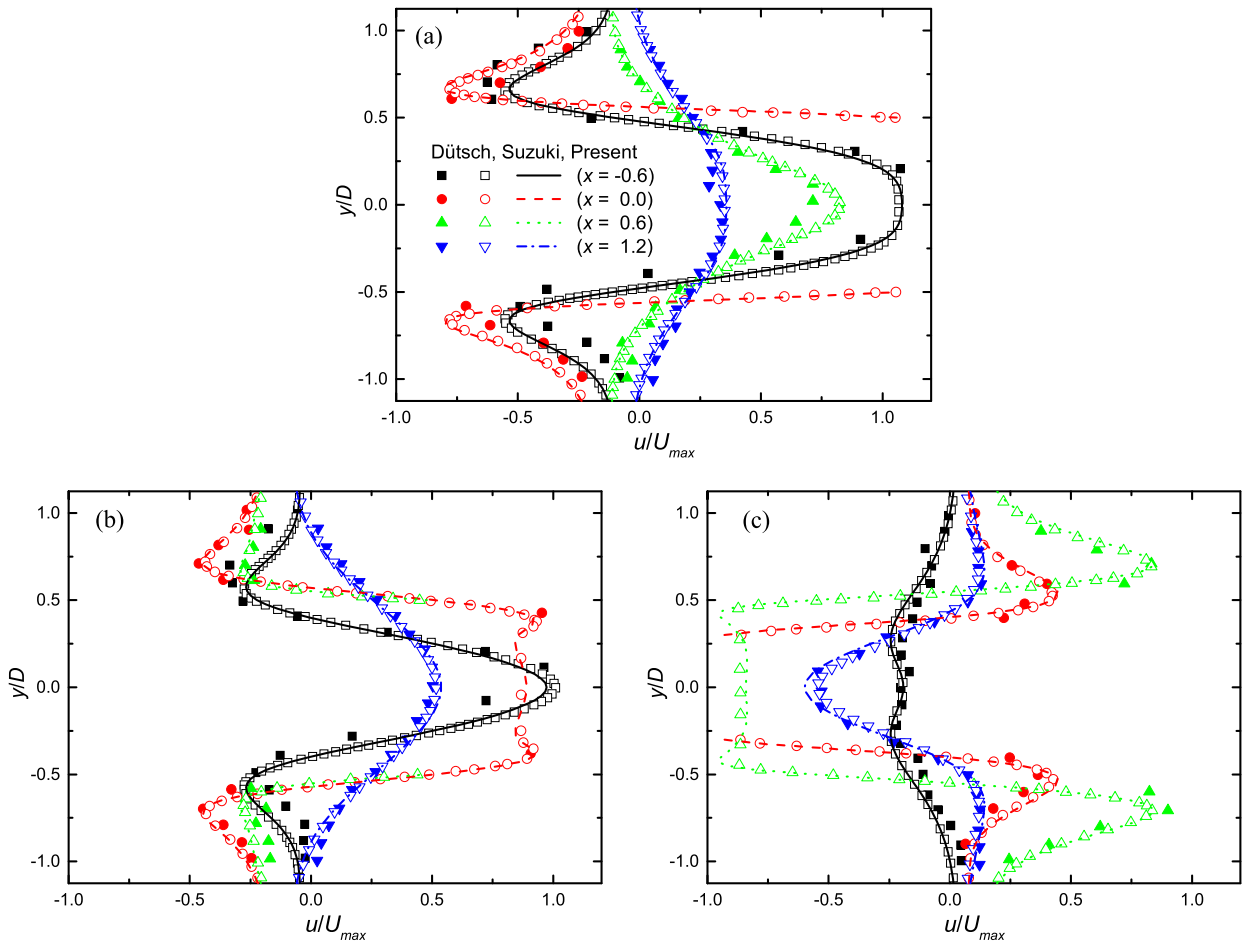 (a)
1.0
0.5
0.0
-0.5
-1.0
y/D
Dütsch, Suzuki, Present
(x = -0.6)
(x = 0.0)
(x = 0.6)
(x = 1.2)
-1.0 -0.5 0.0 0.5 1.0
u/Umax
(b)
1.0
0.5
0.0
-0.5
-1.0
y/D
-1.0 -0.5 0.0 0.5 1.0
u/Umax
(c)
1.0
0.5
0.0
-0.5
-1.0
y/D
-1.0 -0.5 0.0 0.5 1.0
u/Umax